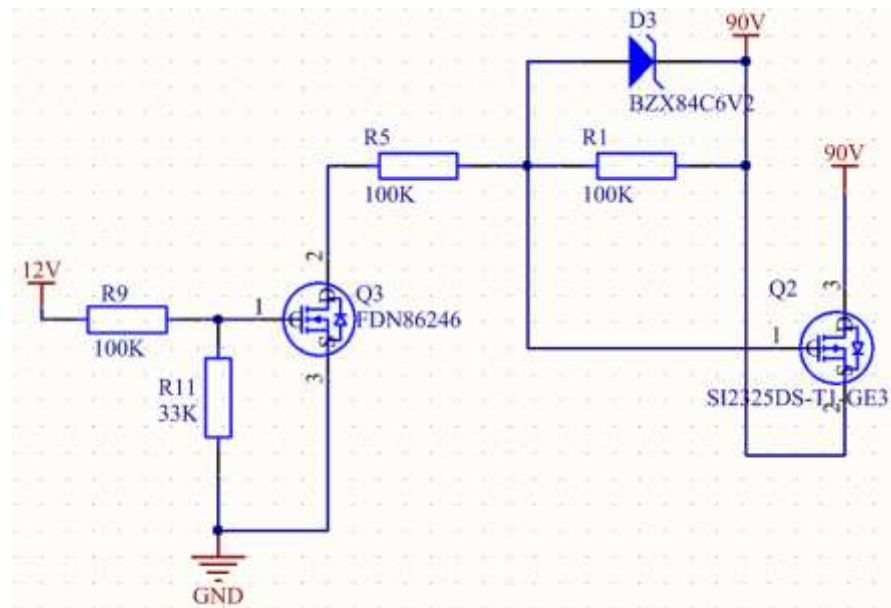 D3
90V
BZX84C6V2
R5
R1
90V
100K
100K
2
12V
R9
D
Q3
3
Q2
1
G
FDN86246
D
100K
S
1
G
R11
3
S
33K
SI2325DS-T1-GE3
2
GND